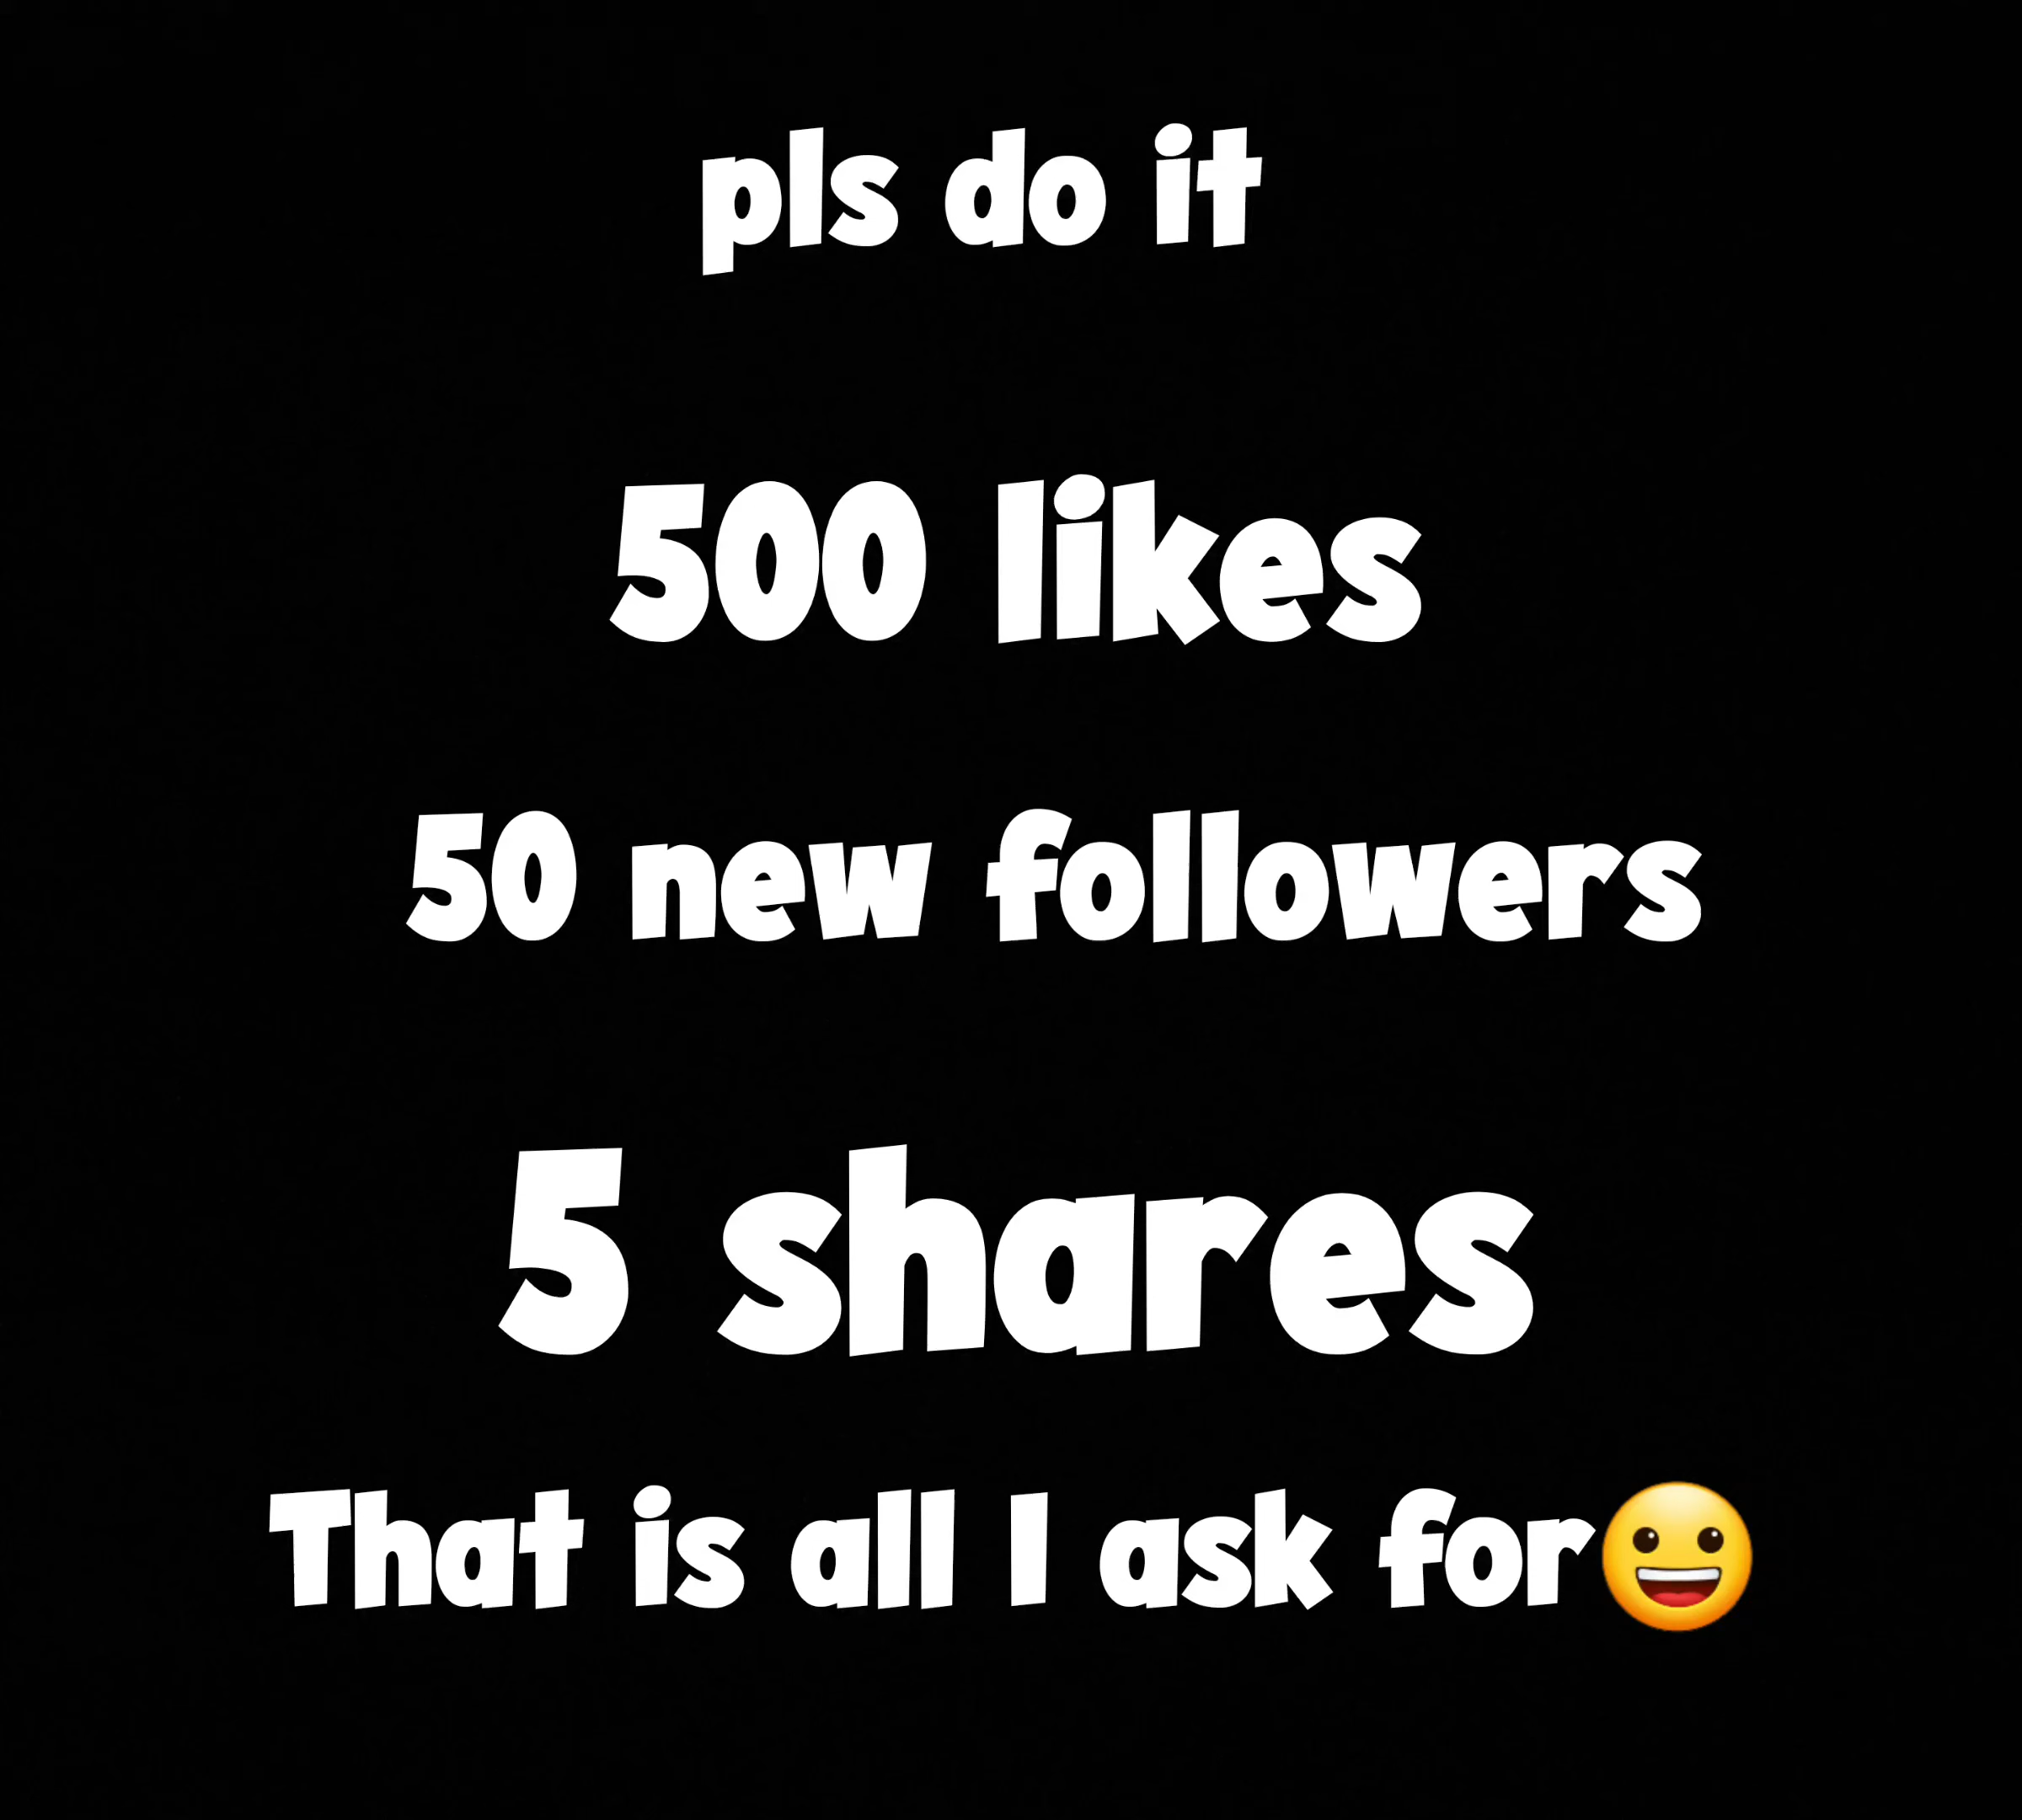 pls do it
500 likes
50 new followers
5 shares
That is all I ask for😀